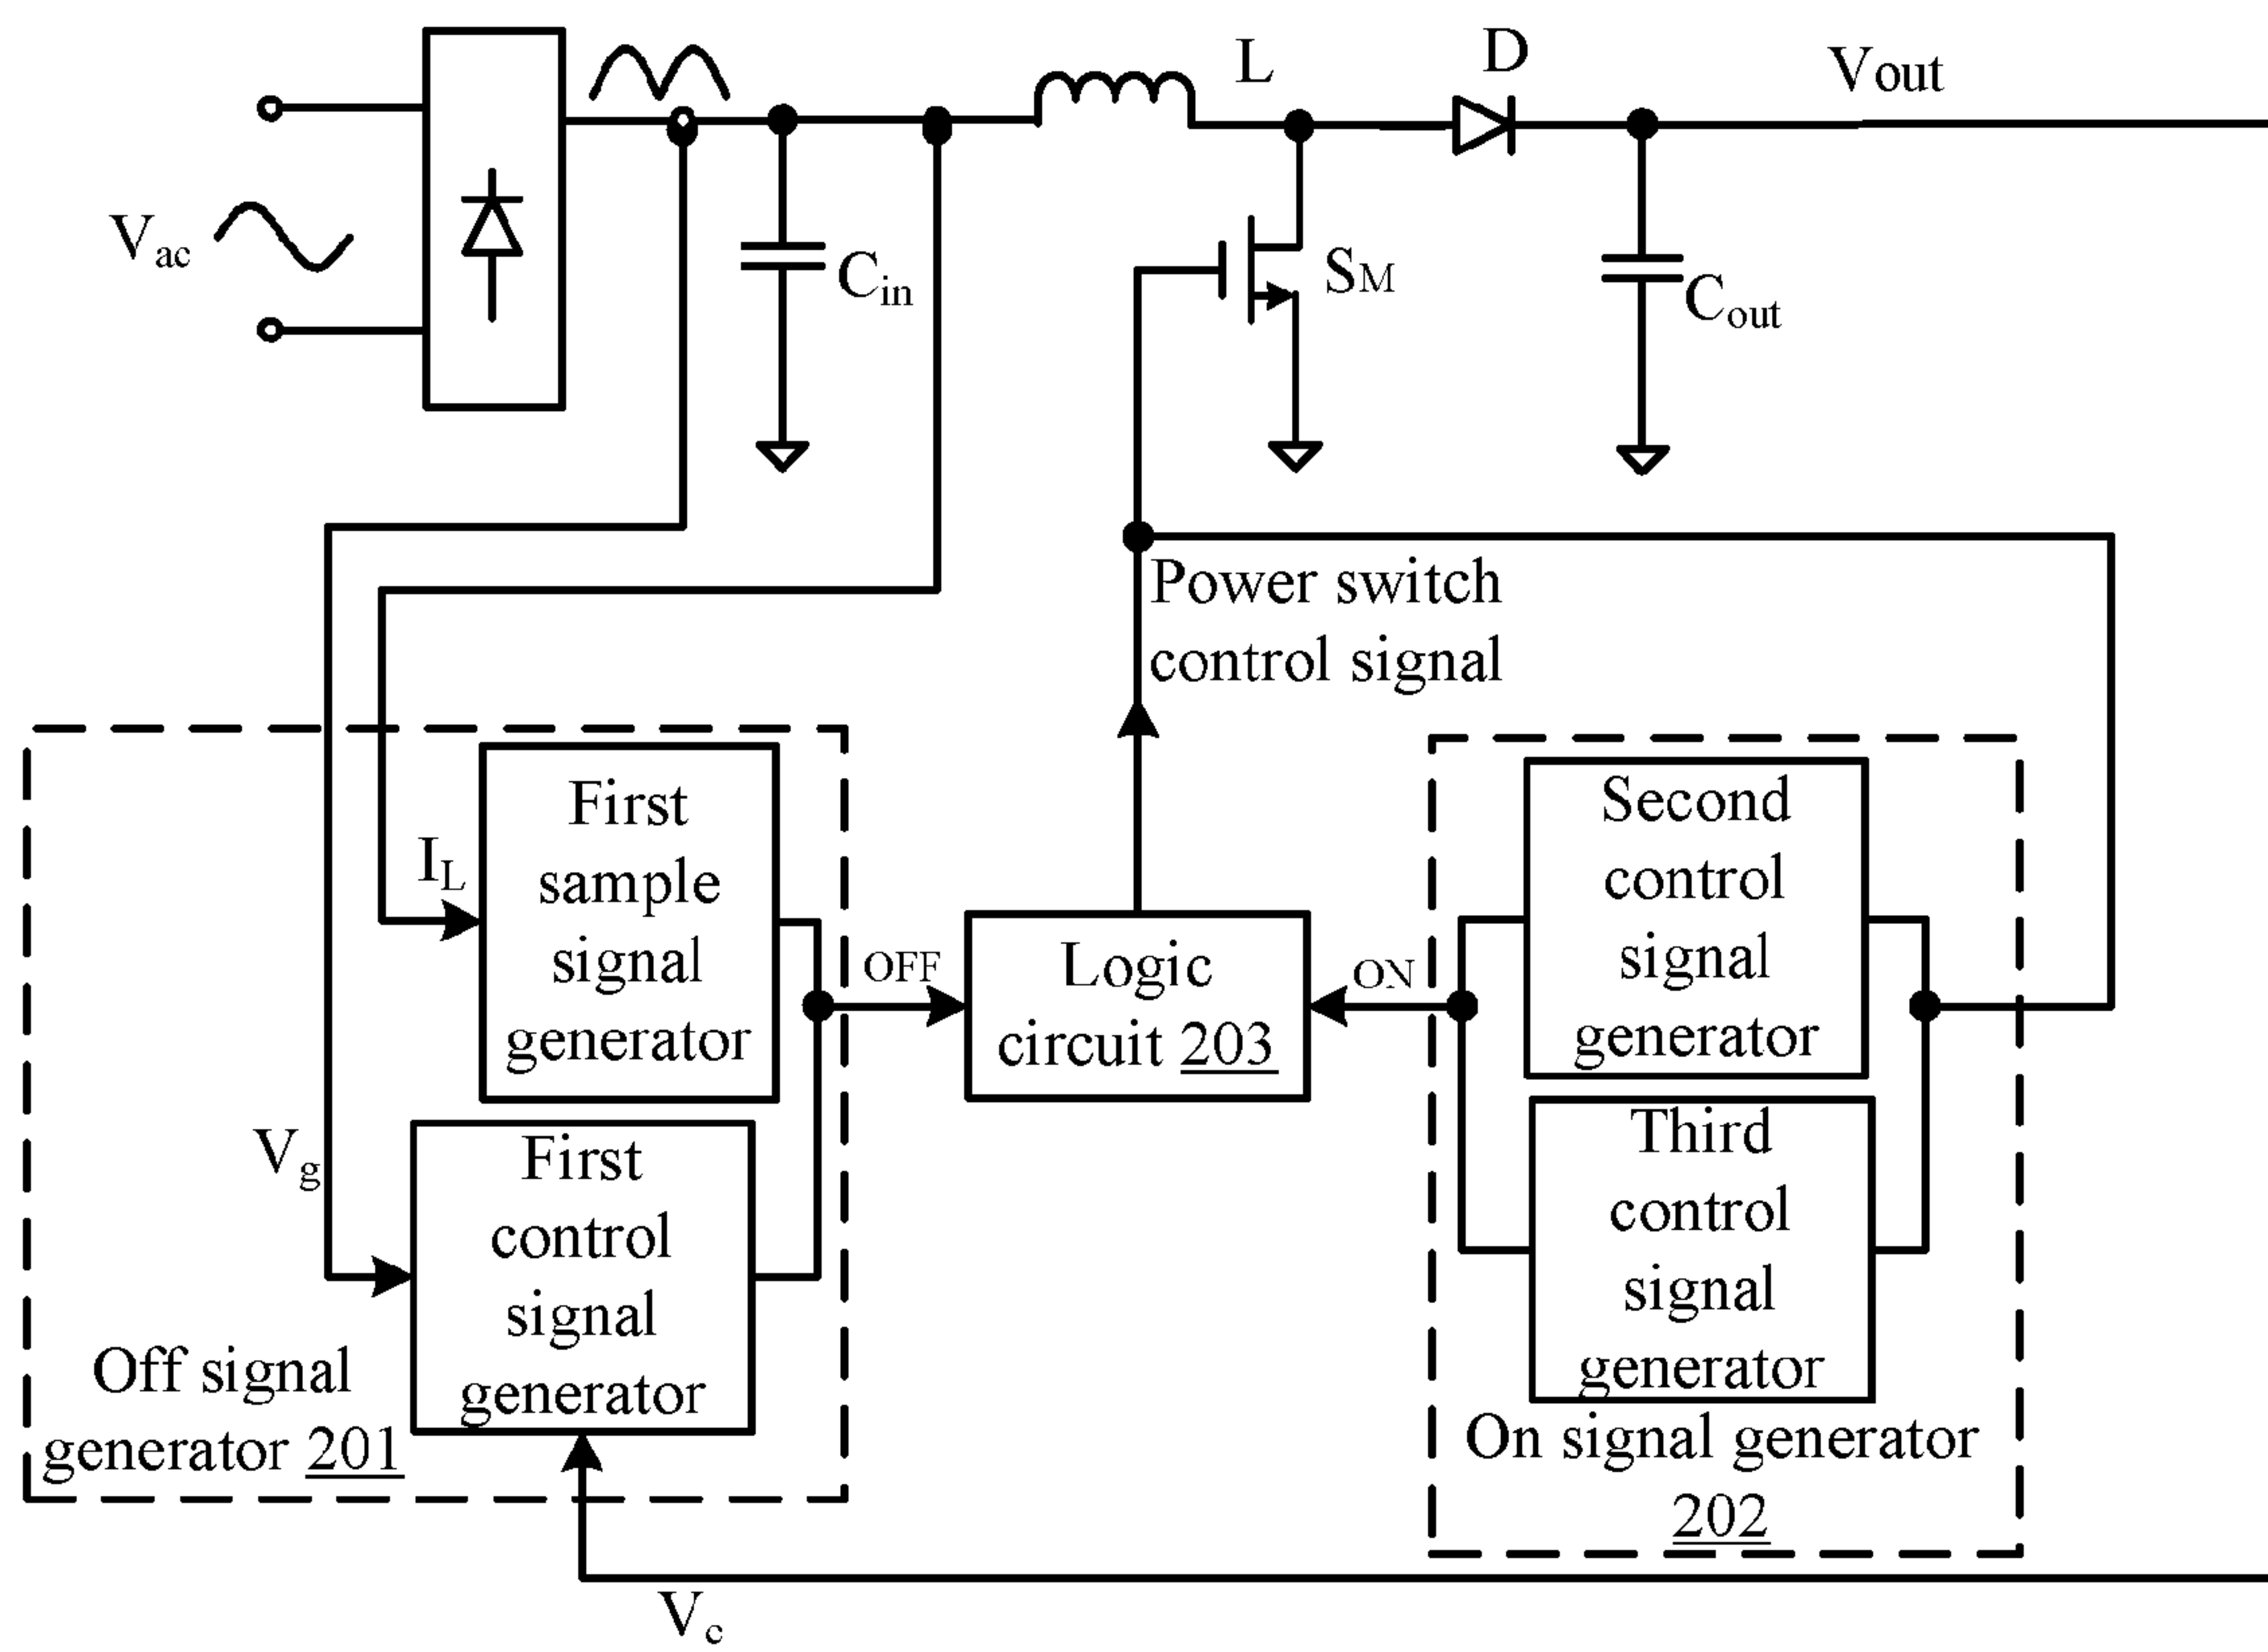 L
D
Vout
Vac
Cin
SM
Cout
Power switch
control signal
First
sample
signal
generator
IL
OFF
Logic
circuit 203
ON
Second
control
signal
generator
Vg
First
control
signal
generator
Third
control
signal
generator
Off signal
generator 201
On signal generator
202
Vc